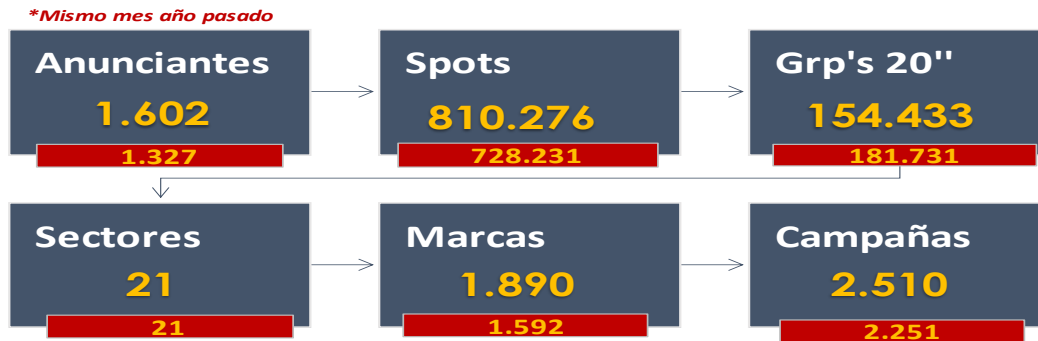 *Mismo mes año pasado
Anunciantes
1.602
1.327
Spots
810.276
728.231
Grp's 20''
154.433
181.731
Sectores
21
21
Marcas
1.890
1.592
Campañas
2.510
2.251